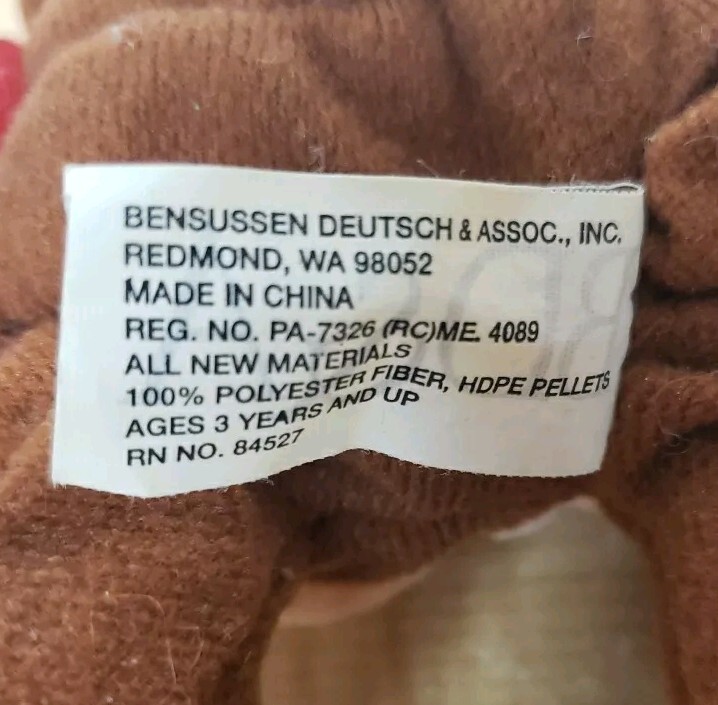 BENSUSSEN DEUTSCH & ASSOC., INC.
REDMOND, WA 98052
MADE IN CHINA
REG. NO. PA-7326 (RC)ME. 4089
ALL NEW MATERIALS
100% POLYESTER FIBER, HDPE PELLETS
AGES 3 YEARS AND UP
RN NO. 84527